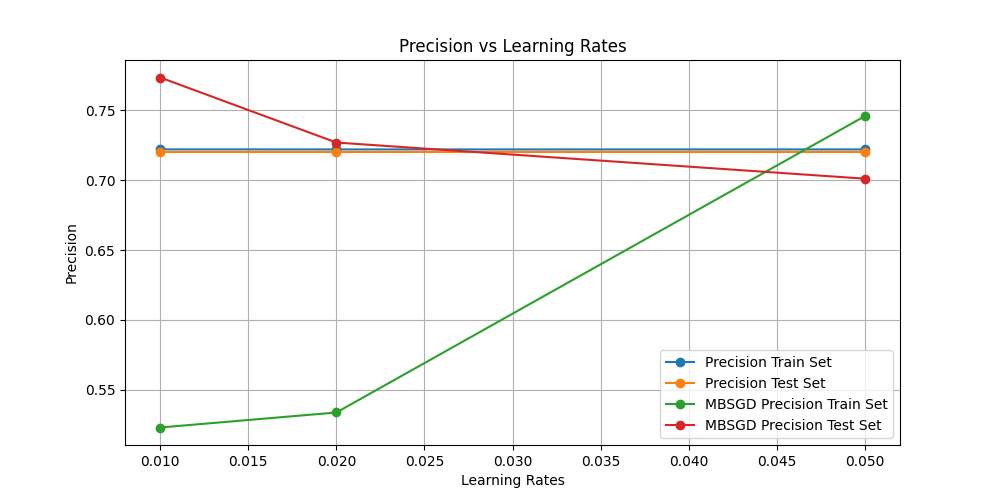 Precision vs Learning Rates
Precision
0.75
0.70
0.65
0.60
0.55
Precision Train Set
Precision Test Set
MBSGD Precision Train Set
MBSGD Precision Test Set
0.010 0.015 0.020 0.025 0.030 0.035 0.040 0.045 0.050
Learning Rates